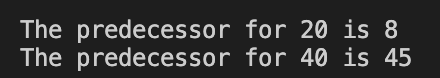 The predecessor for 20 is 8
The predecessor for 40 is 45